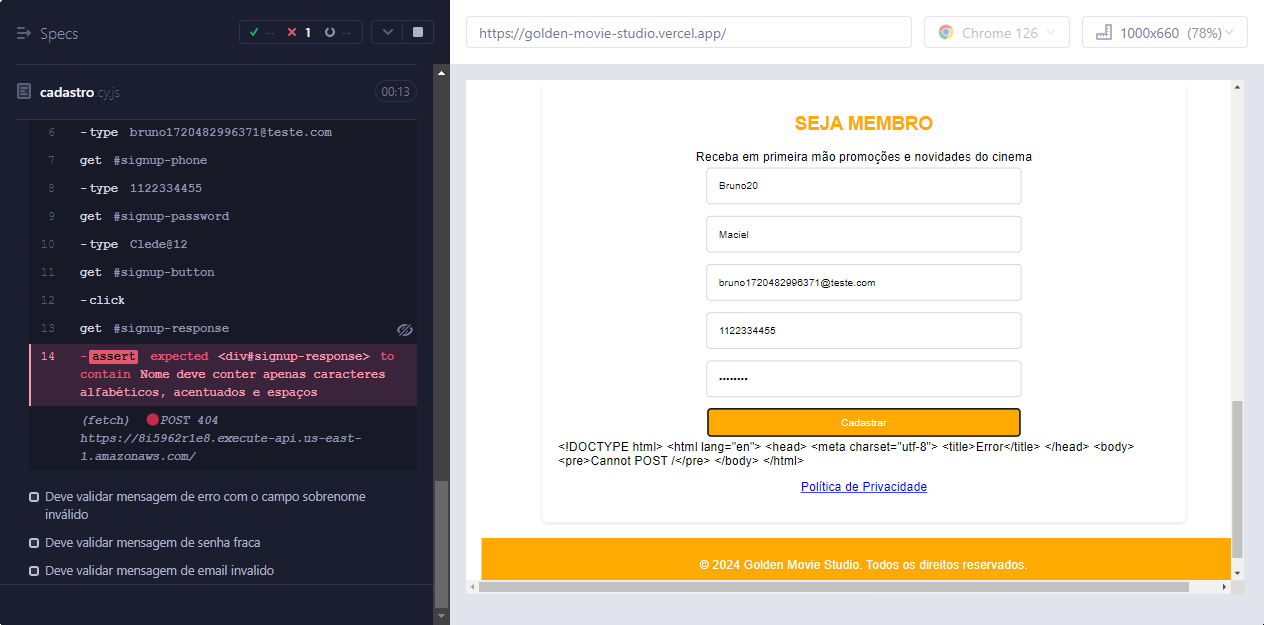 Specs
-- 1 --
cadastro.cy.js 00:13
6 -type bruno1720482996371@teste.com
7 get #signup-phone
8 -type 1122334455
9 get #signup-password
10 -type Clede@12
11 get #signup-button
12 -click
13 get #signup-response
14 -assert expected <div#signup-response> to
contain Nome deve conter apenas caracteres
alfabéticos, acentuados e espaços
(fetch) POST 404
https://8i5962r1e8.execute-api.us-east-
1.amazonaws.com/
Deve validar mensagem de erro com o campo sobrenome
inválido
Deve validar mensagem de senha fraca
Deve validar mensagem de email invalido
https://golden-movie-studio.vercel.app/
Chrome 126
1000x660 (78%)
SEJA MEMBRO
Receba em primeira mão promoções e novidades do cinema
Bruno20
Maciel
bruno1720482996371@teste.com
1122334455
••••••••
Cadastrar
<!DOCTYPE html> <html lang="en"> <head> <meta charset="utf-8"> <title>Error</title> </head> <body>
<pre>Cannot POST /</pre> </body> </html>
Política de Privacidade
© 2024 Golden Movie Studio. Todos os direitos reservados.